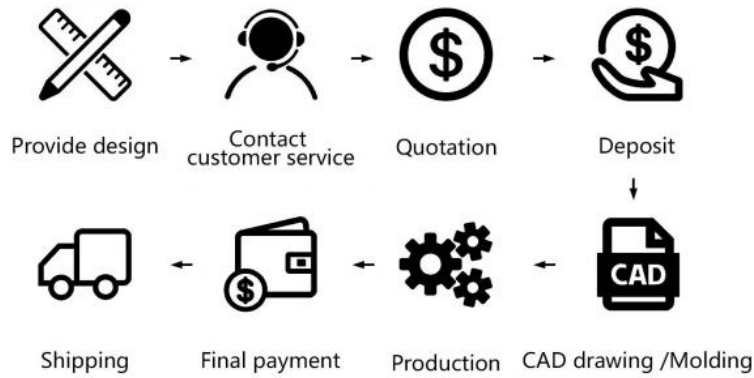 $
$
Provide design
Contact
customer service
Quotation
Deposit
CAD
$
Shipping
Final payment
Production
CAD drawing /Molding